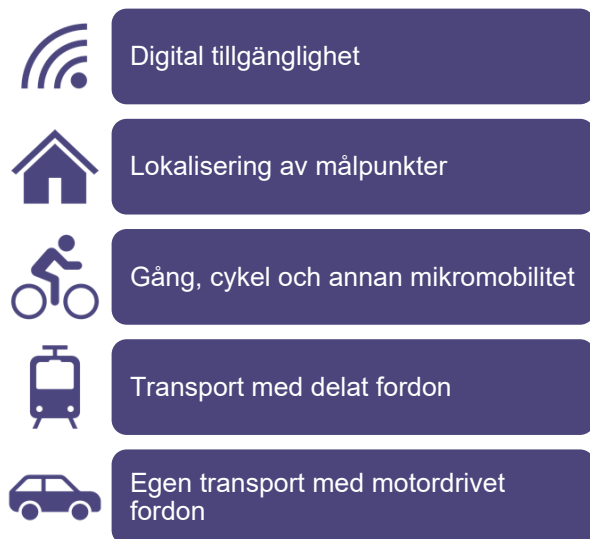 Digital tillgänglighet
Lokalisering av målpunkter
Gång, cykel och annan mikromobilitet
Transport med delat fordon
Egen transport med motordrivet
fordon